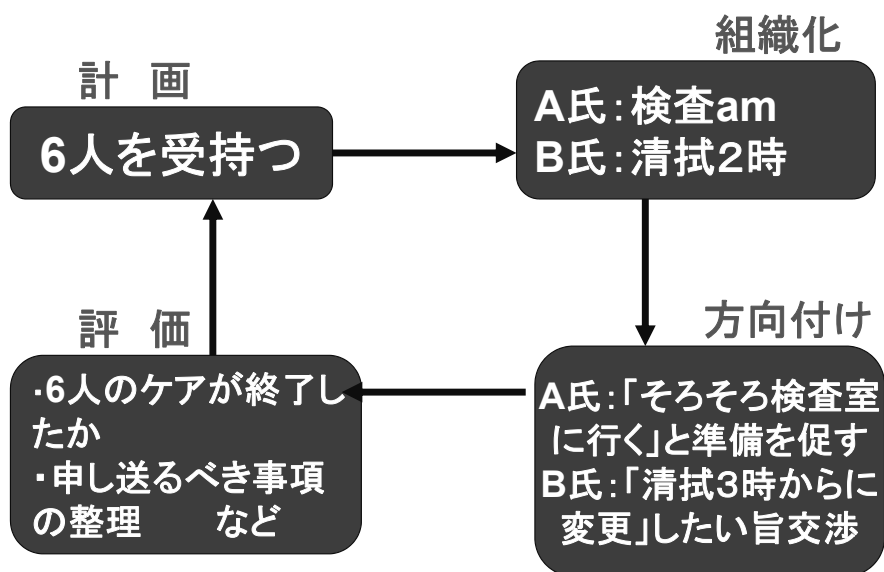 計　画
6人を受持つ
組織化
A氏：検査am
B氏：清拭２時
方向付け
A氏：「そろそろ検査室
に行く」と準備を促す
B氏：「清拭３時からに
変更」したい旨交渉
評　価
・6人のケアが終了し
たか
・申し送るべき事項
の整理　　など